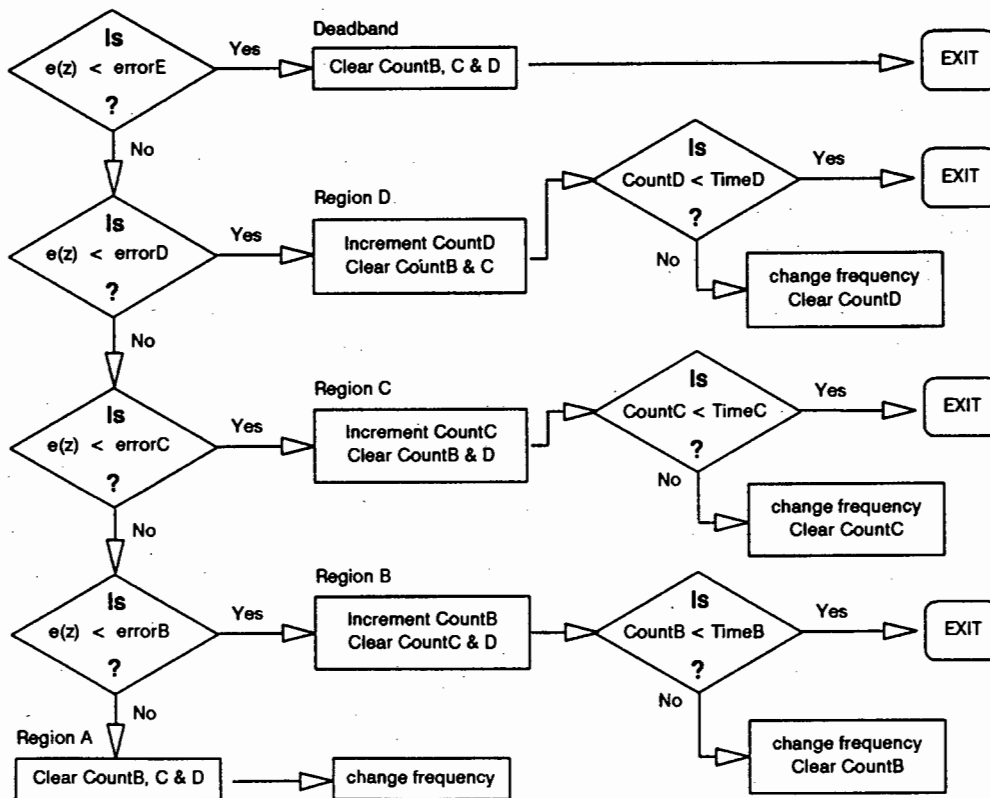 Deadband
Is
e(z) < errorE
?
Yes
Clear CountB, C & D
EXIT
No
Is
e(z) < errorD
?
Yes
Region D
Increment CountD
Clear CountB & C
Is
CountD < TimeD
?
Yes
EXIT
No
change frequency
Clear CountD
No
Is
e(z) < errorC
?
Yes
Region C
Increment CountC
Clear CountB & D
Is
CountC < TimeC
?
Yes
EXIT
No
change frequency
Clear CountC
No
Is
e(z) < errorB
?
Yes
Region B
Increment CountB
Clear CountC & D
Is
CountB < TimeB
?
Yes
EXIT
No
change frequency
Clear CountB
No
Region A
Clear CountB, C & D
change frequency